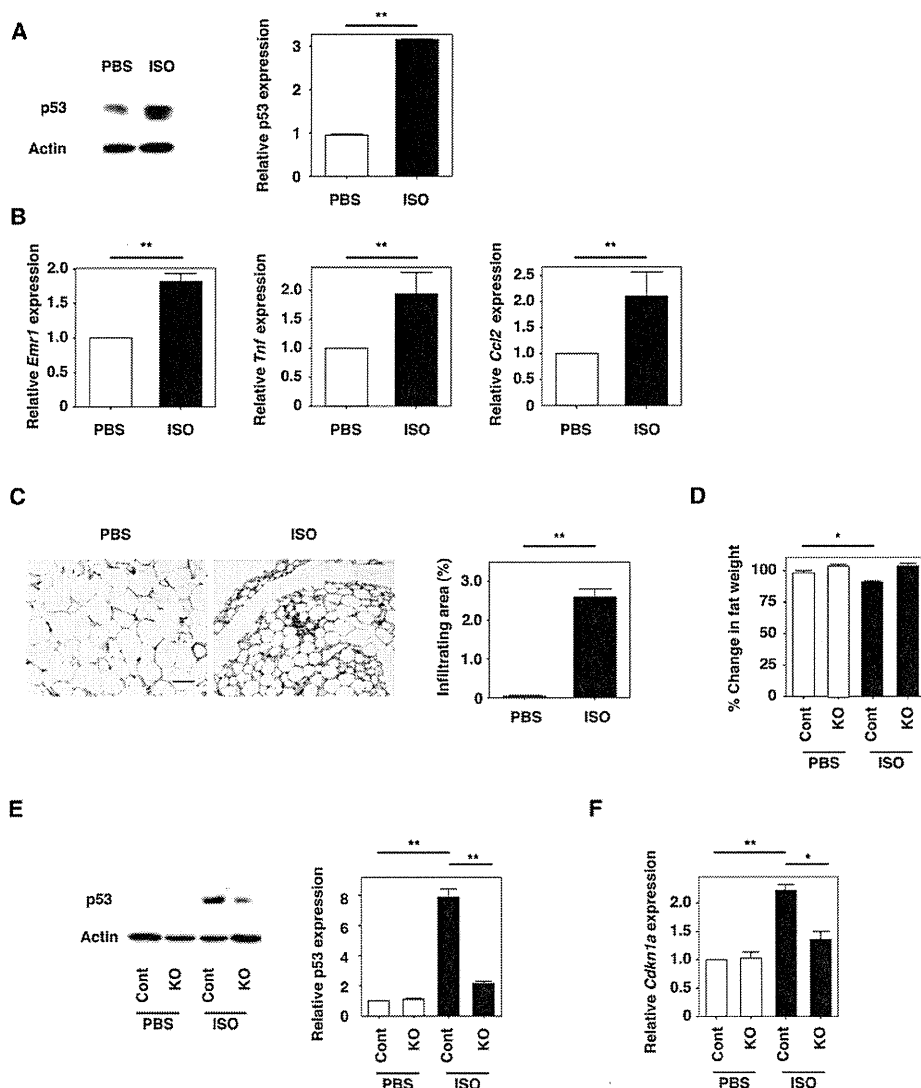 A
PBS ISO
p53
Actin
Relative p53 expression
3
2
1
0
**
PBS ISO
B
Relative Emr1 expression
2.0
1.5
1.0
0.5
0
**
PBS ISO
Relative Tnf expression
2.0
1.5
1.0
0.5
0
**
PBS ISO
Relative Ccl2 expression
2.5
2.0
1.5
1.0
0.5
0
**
PBS ISO
C
PBS ISO
Infiltrating area (%)
3.0
2.0
1.0
0
**
PBS ISO
D
% Change in fat weight
100
75
50
25
0
*
Cont KO Cont KO
PBS ISO
E
p53
Actin
Cont KO Cont KO
PBS ISO
Relative p53 expression
8
6
4
2
0
** **
Cont KO Cont KO
PBS ISO
F
Relative Cdkn1a expression
2.0
1.5
1.0
0.5
0
** *
Cont KO Cont KO
PBS ISO